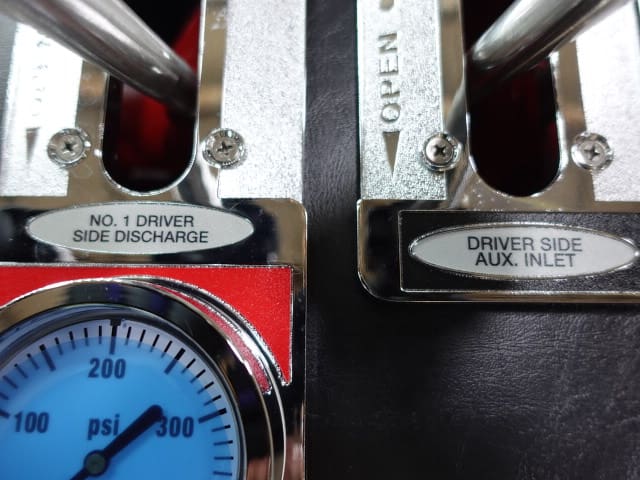 OPEN
NO. 1 DRIVER
SIDE DISCHARGE
DRIVER SIDE
AUX. INLET
200
100 psi 300